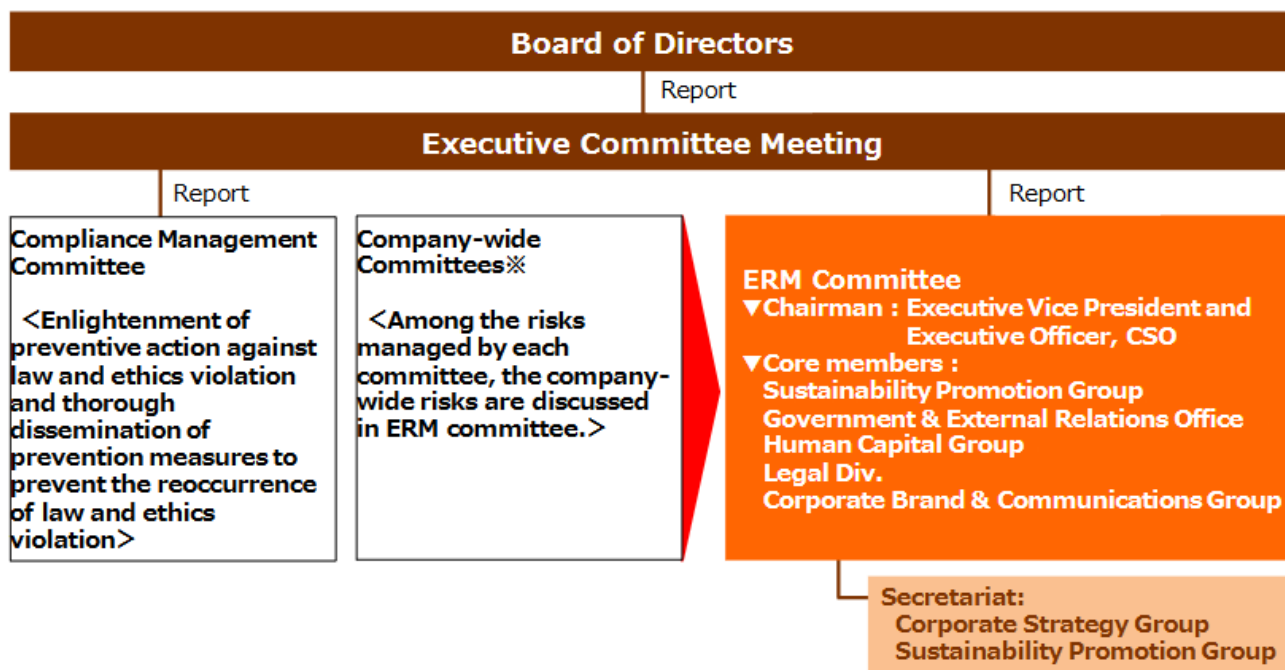 Board of Directors
Report
Executive Committee Meeting
Report
Report
Compliance Management
Committee
<Enlightenment of
preventive action against
law and ethics violation
and thorough
dissemination of
prevention measures to
prevent the reoccurrence
of law and ethics
violation>
Company-wide
Committees※
<Among the risks
managed by each
committee, the company-
wide risks are discussed
in ERM committee.>
ERM Committee
▼Chairman : Executive Vice President and
Executive Officer, CSO
▼Core members :
Sustainability Promotion Group
Government & External Relations Office
Human Capital Group
Legal Div.
Corporate Brand & Communications Group
Secretariat:
Corporate Strategy Group
Sustainability Promotion Group